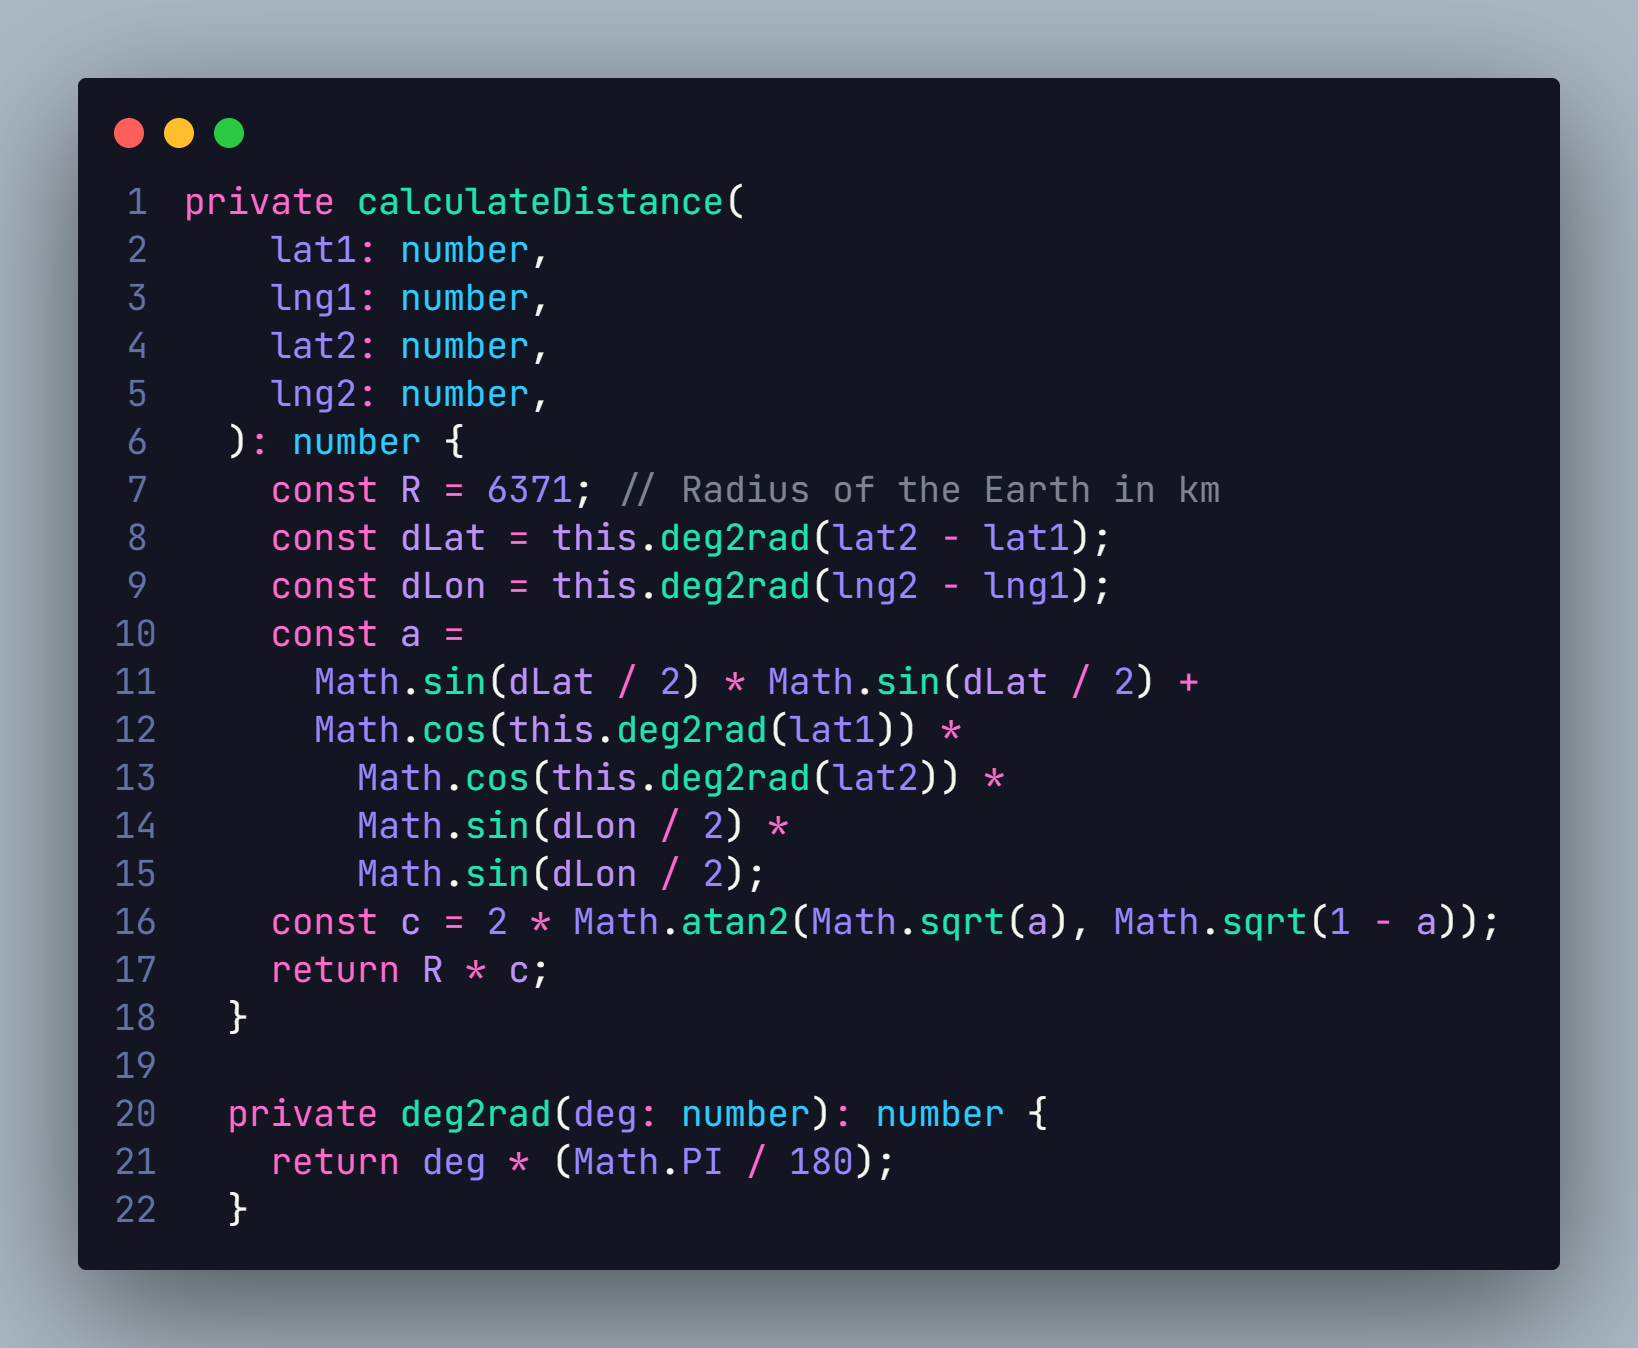 1 private calculateDistance(
2     lat1: number,
3     lng1: number,
4     lat2: number,
5     lng2: number,
6   ): number {
7     const R = 6371; // Radius of the Earth in km
8     const dLat = this.deg2rad(lat2 - lat1);
9     const dLon = this.deg2rad(lng2 - lng1);
10     const a =
11       Math.sin(dLat / 2) * Math.sin(dLat / 2) +
12       Math.cos(this.deg2rad(lat1)) *
13         Math.cos(this.deg2rad(lat2)) *
14         Math.sin(dLon / 2) *
15         Math.sin(dLon / 2);
16     const c = 2 * Math.atan2(Math.sqrt(a), Math.sqrt(1 - a));
17     return R * c;
18   }
19
20   private deg2rad(deg: number): number {
21     return deg * (Math.PI / 180);
22   }